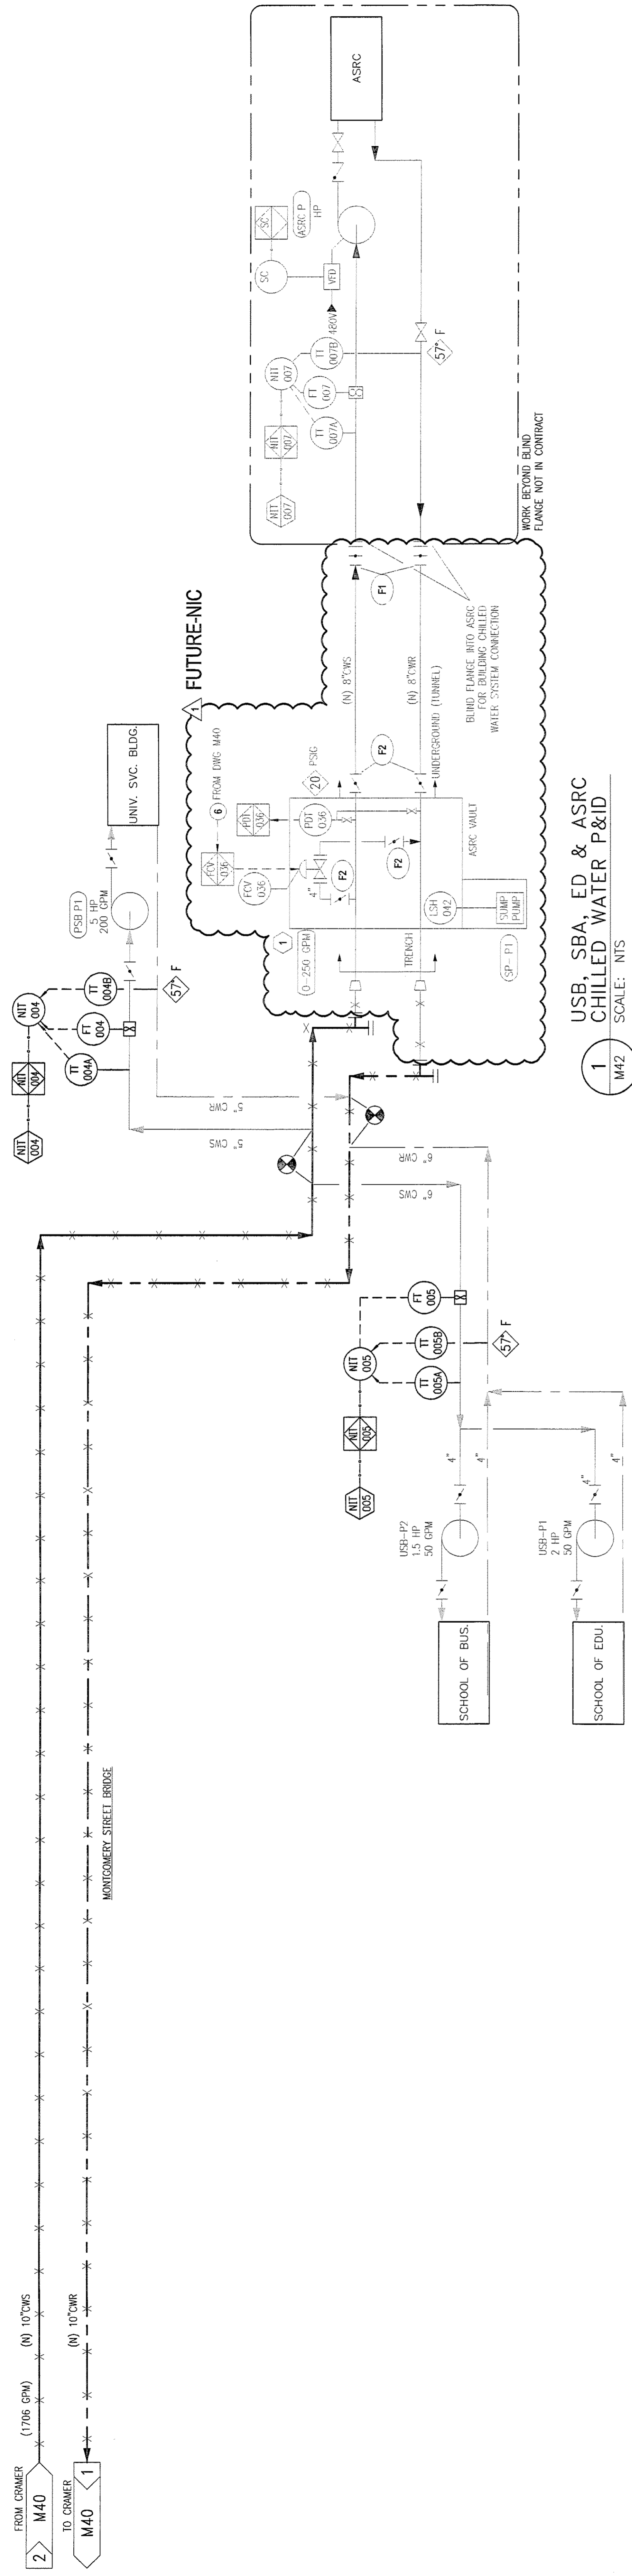 FROM CRAMER
2 M40
(1706 GPM)
(N) 10"CWS
TO CRAMER
M40 1
(N) 10"CWR
MONTGOMERY STREET BRIDGE
NIT
004
NIT
004
NIT
004
TT
004A
FT
004
TT
004B
57° F
PSB P1
5 HP
200 GPM
UNIV. SVC. BLDG.
5" CWS
5" CWR
6" CWS
6" CWR
NIT
005
NIT
005
NIT
005
TT
005A
TT
005B
FT
005
57° F
4"
4"
4"
4"
USB-P2
1.5 HP
50 GPM
USB-P1
2 HP
50 GPM
SCHOOL OF BUS.
SCHOOL OF EDU.
1
FUTURE-NIC
6 FROM DWG M40
FCV
036
FCV
036
PDT
036
PDT
036
20 PSIG
1
0-250 GPM
4"
F2
F2
F2
TRENCH
LSH
042
SUMP
PUMP
SP- P1
ASRC VAULT
UNDERGROUND (TUNNEL)
(N) 8"CWS
(N) 8"CWR
F1
BLIND FLANGE INTO ASRC
FOR BUILDING CHILLED
WATER SYSTEM CONNECTION
WORK BEYOND BLIND
FLANGE NOT IN CONTRACT
NIT
007
NIT
007
NIT
007
TT
007A
FT
007
TT
007B
57° F
480V
VFD
SC
SC
ASRC P
HP
ASRC
1
M42
USB, SBA, ED & ASRC
CHILLED WATER P&ID
SCALE: NTS